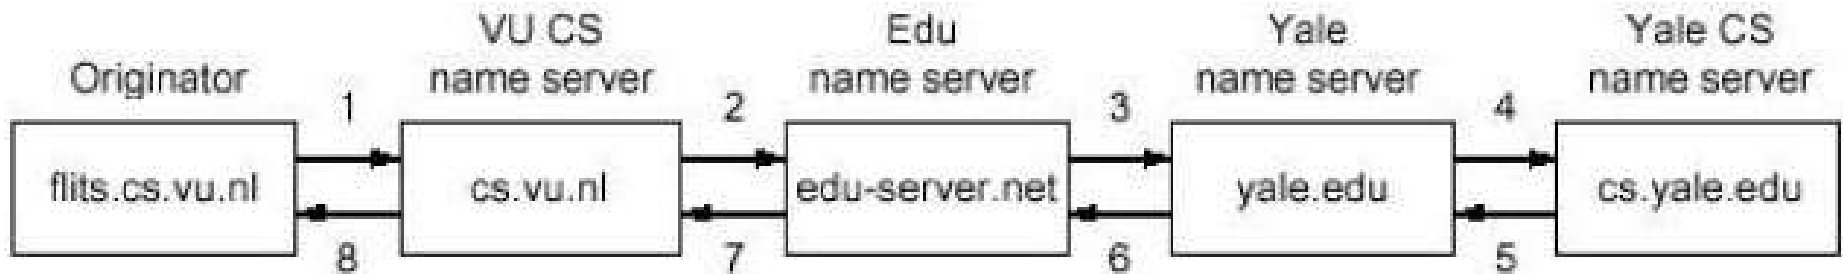 Originator
VU CS
name server
Edu
name server
Yale
name server
Yale CS
name server
1
2
3
4
flits.cs.vu.nl
cs.vu.nl
edu-server.net
yale.edu
cs.yale.edu
8
7
6
5